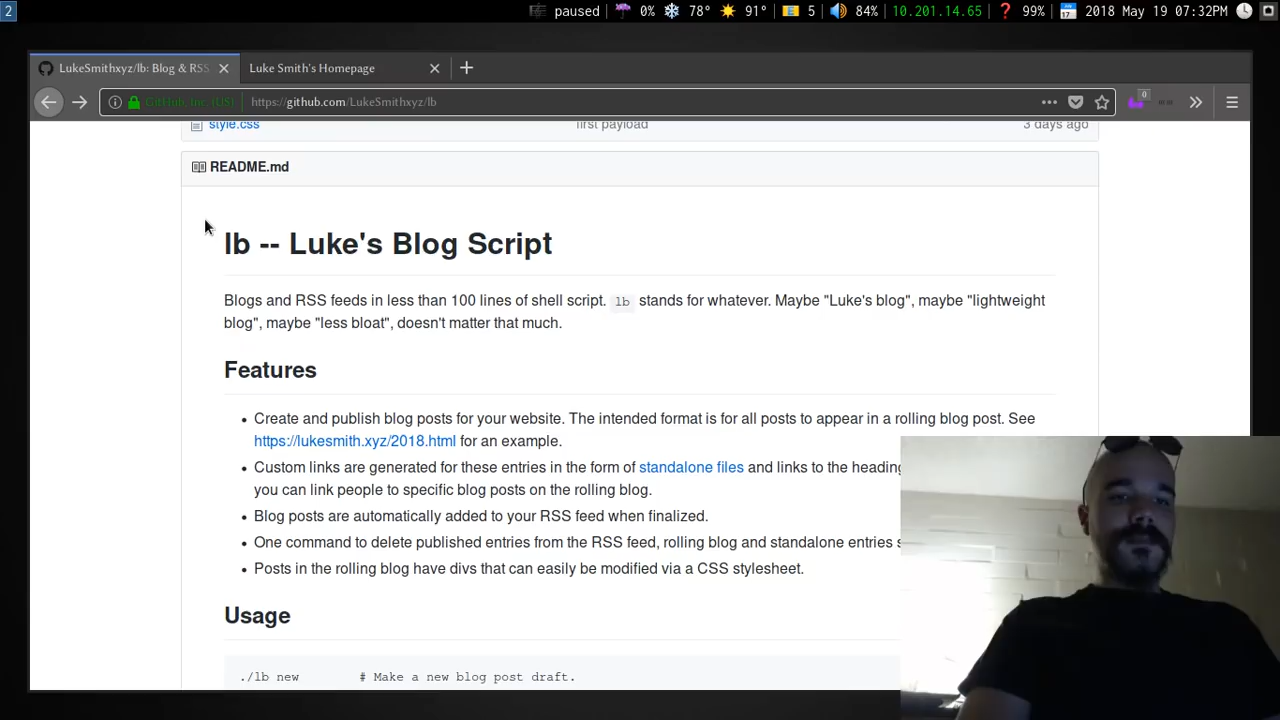 2
paused 0% 78° 91° 5 84% 10.201.14.65 99% 2018 May 19 07:32PM
LukeSmithxyz/lb: Blog & RSS
Luke Smith's Homepage
GitHub, Inc. (US)
https://github.com/LukeSmithxyz/lb
0
style.css first payload 3 days ago
README.md
lb -- Luke's Blog Script
Blogs and RSS feeds in less than 100 lines of shell script. lb stands for whatever. Maybe "Luke's blog", maybe "lightweight
blog", maybe "less bloat", doesn't matter that much.
Features
Create and publish blog posts for your website. The intended format is for all posts to appear in a rolling blog post. See
https://lukesmith.xyz/2018.html for an example.
Custom links are generated for these entries in the form of standalone files and links to the heading
you can link people to specific blog posts on the rolling blog.
Blog posts are automatically added to your RSS feed when finalized.
One command to delete published entries from the RSS feed, rolling blog and standalone entries
Posts in the rolling blog have divs that can easily be modified via a CSS stylesheet.
Usage
./lb new # Make a new blog post draft.